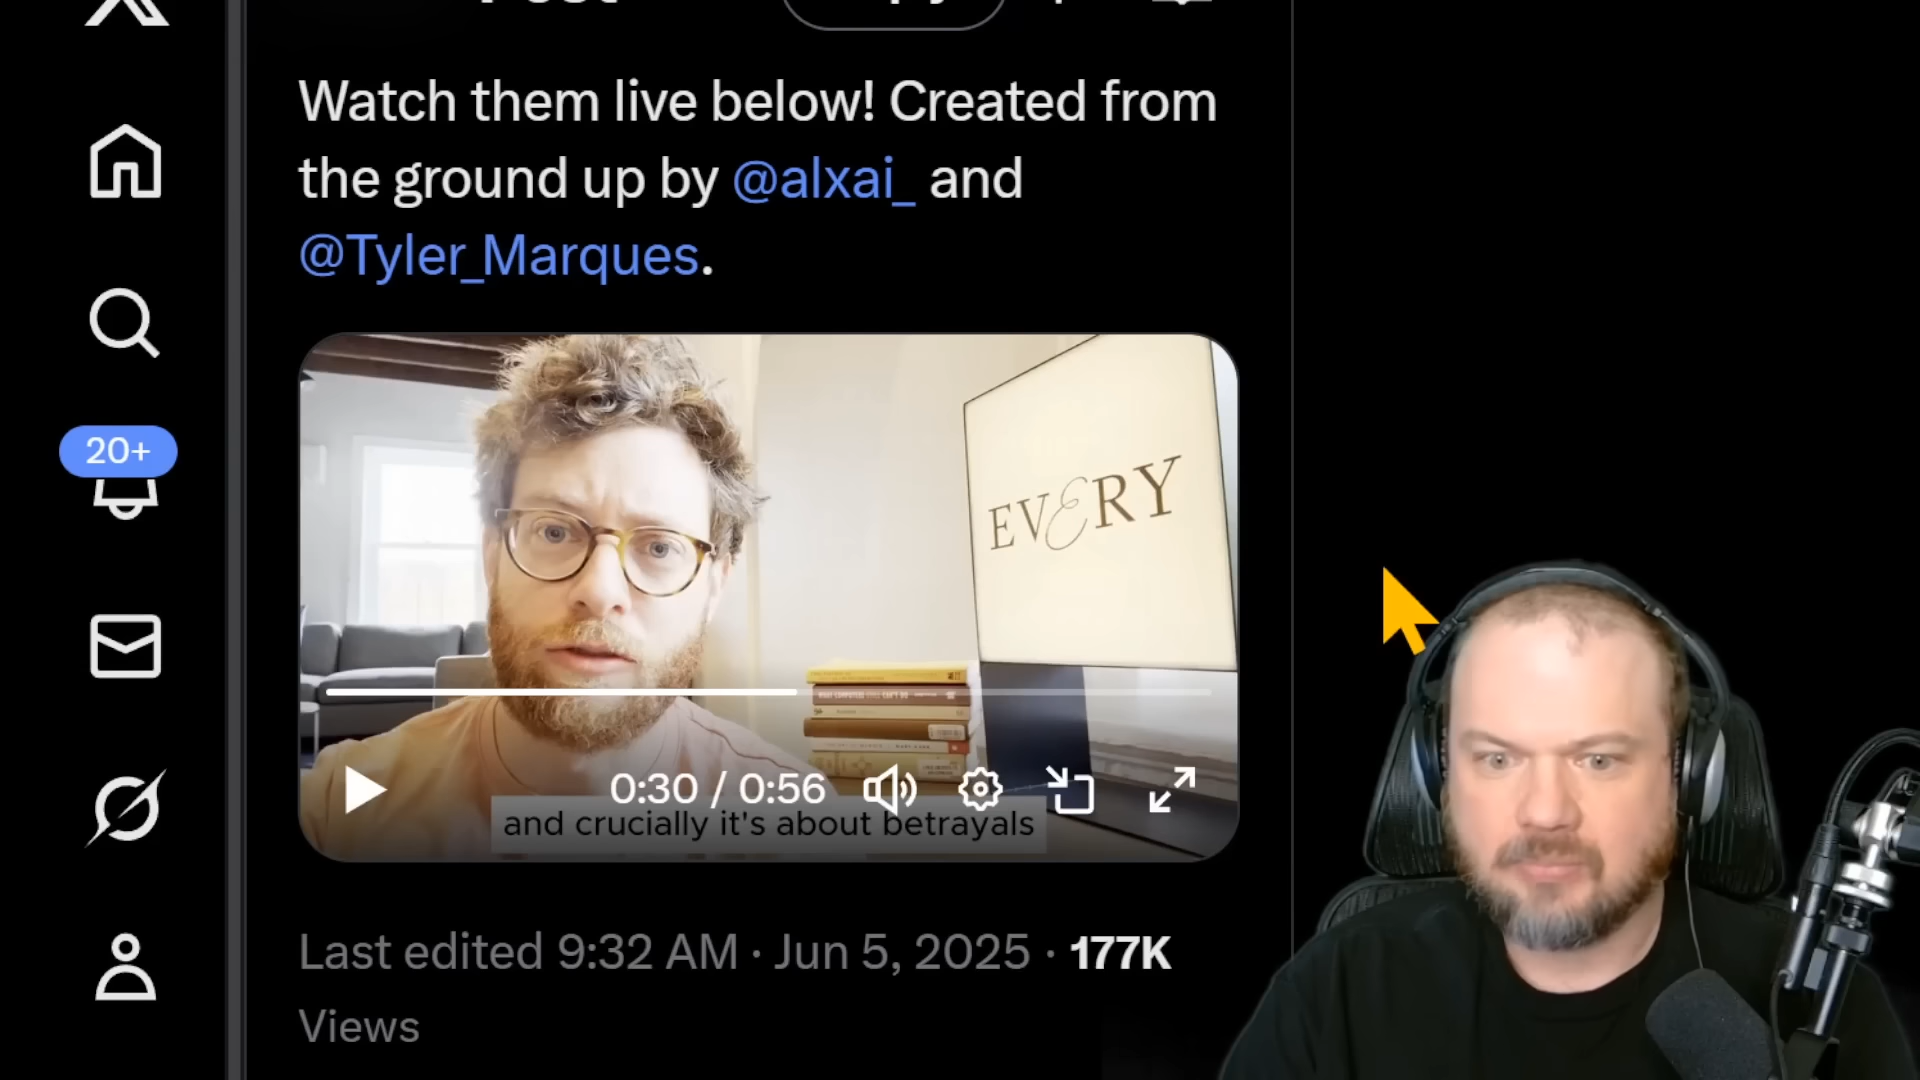 Watch them live below! Created from
the ground up by @alxai_ and
@Tyler_Marques.
20+
EVERY
0:30 / 0:56
and crucially it's about betrayals
Last edited 9:32 AM · Jun 5, 2025 · 177K
Views